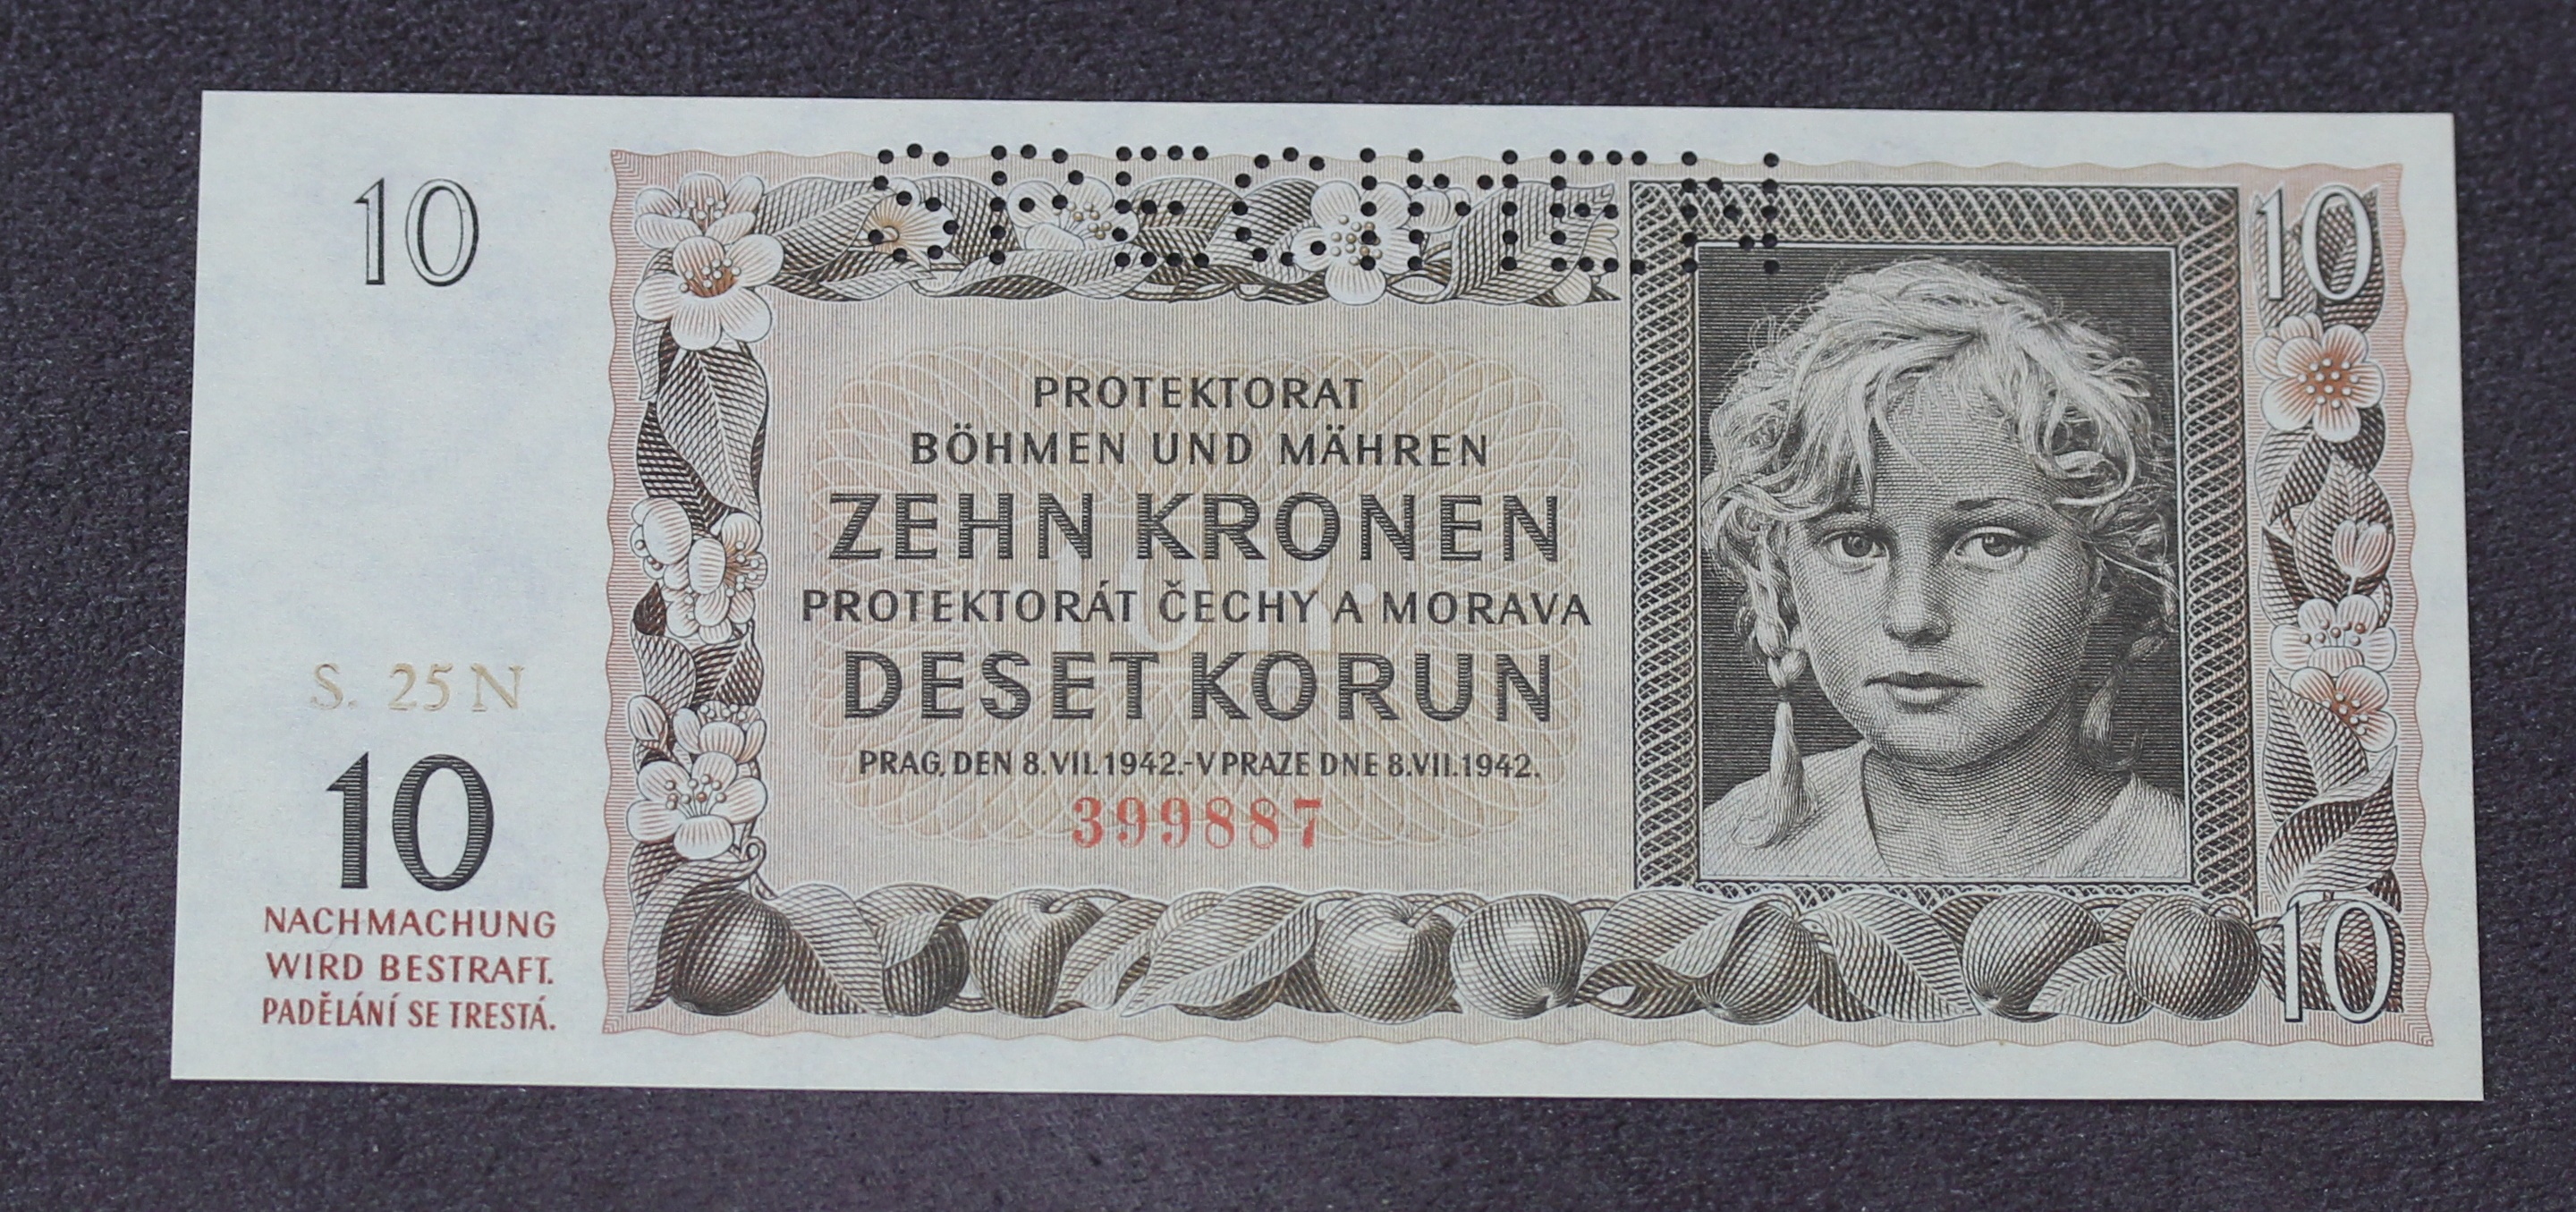 SPECIMEN
10
10
PROTEKTORAT
BÖHMEN UND MÄHREN
ZEHN KRONEN
PROTEKTORÁT ČECHY A MORAVA
DESET KORUN
PRAG, DEN 8.VII.1942.-V PRAZE DNE 8.VII.1942.
399887
S. 25 N
10
NACHMACHUNG
WIRD BESTRAFT.
PADĚLÁNÍ SE TRESTÁ.
10